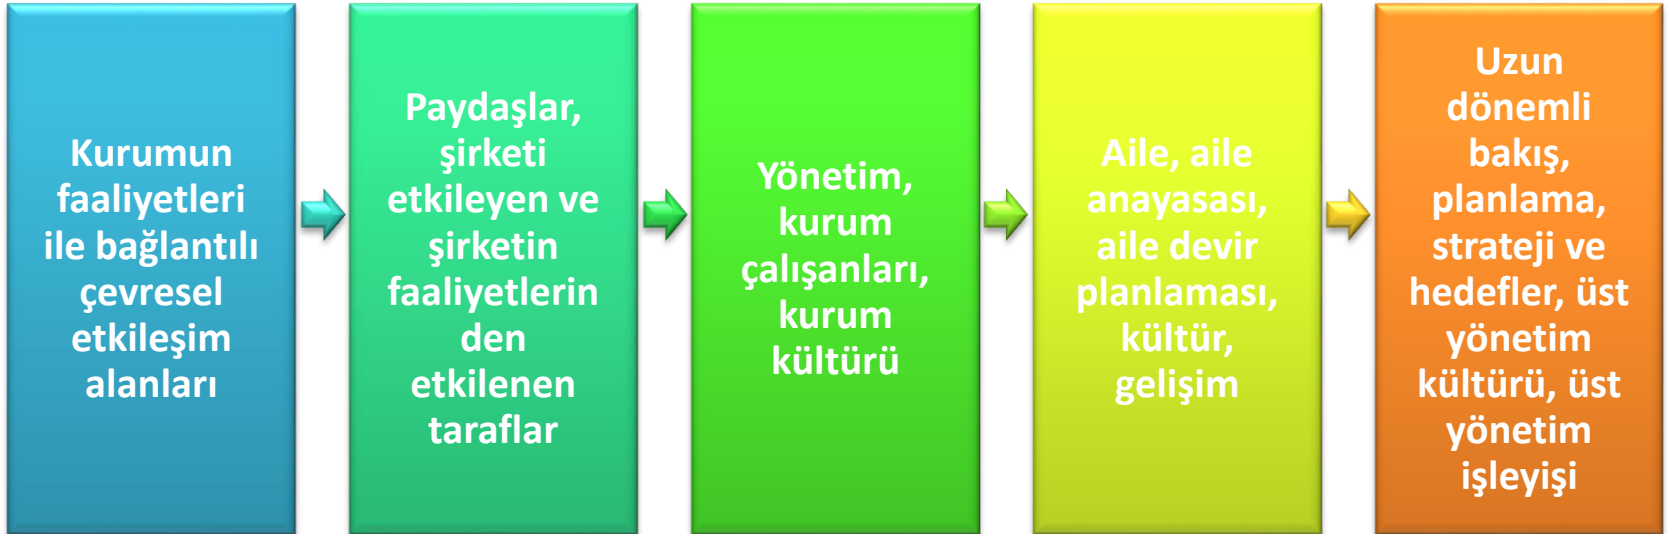 Kurumun
faaliyetleri
ile bağlantılı
çevresel
etkileşim
alanları
Paydaşlar,
şirketi
etkileyen ve
şirketin
faaliyetlerin
den
etkilenen
taraflar
Yönetim,
kurum
çalışanları,
kurum
kültürü
Aile, aile
anayasası,
aile devir
planlaması,
kültür,
gelişim
Uzun
dönemli
bakış,
planlama,
strateji ve
hedefler, üst
yönetim
kültürü, üst
yönetim
işleyişi